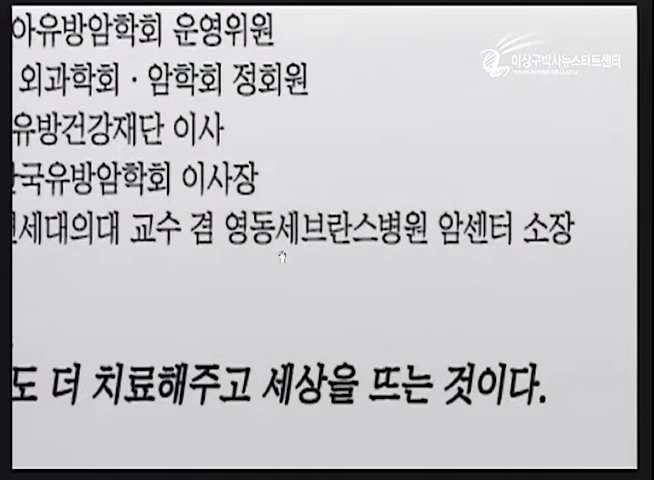 이상구박사뉴스타트센터
아유방암학회 운영위원
외과학회 · 암학회 정회원
유방건강재단 이사
한국유방암학회 이사장
연세대의대 교수 겸 영동세브란스병원 암센터 소장
도 더 치료해주고 세상을 뜨는 것이다.